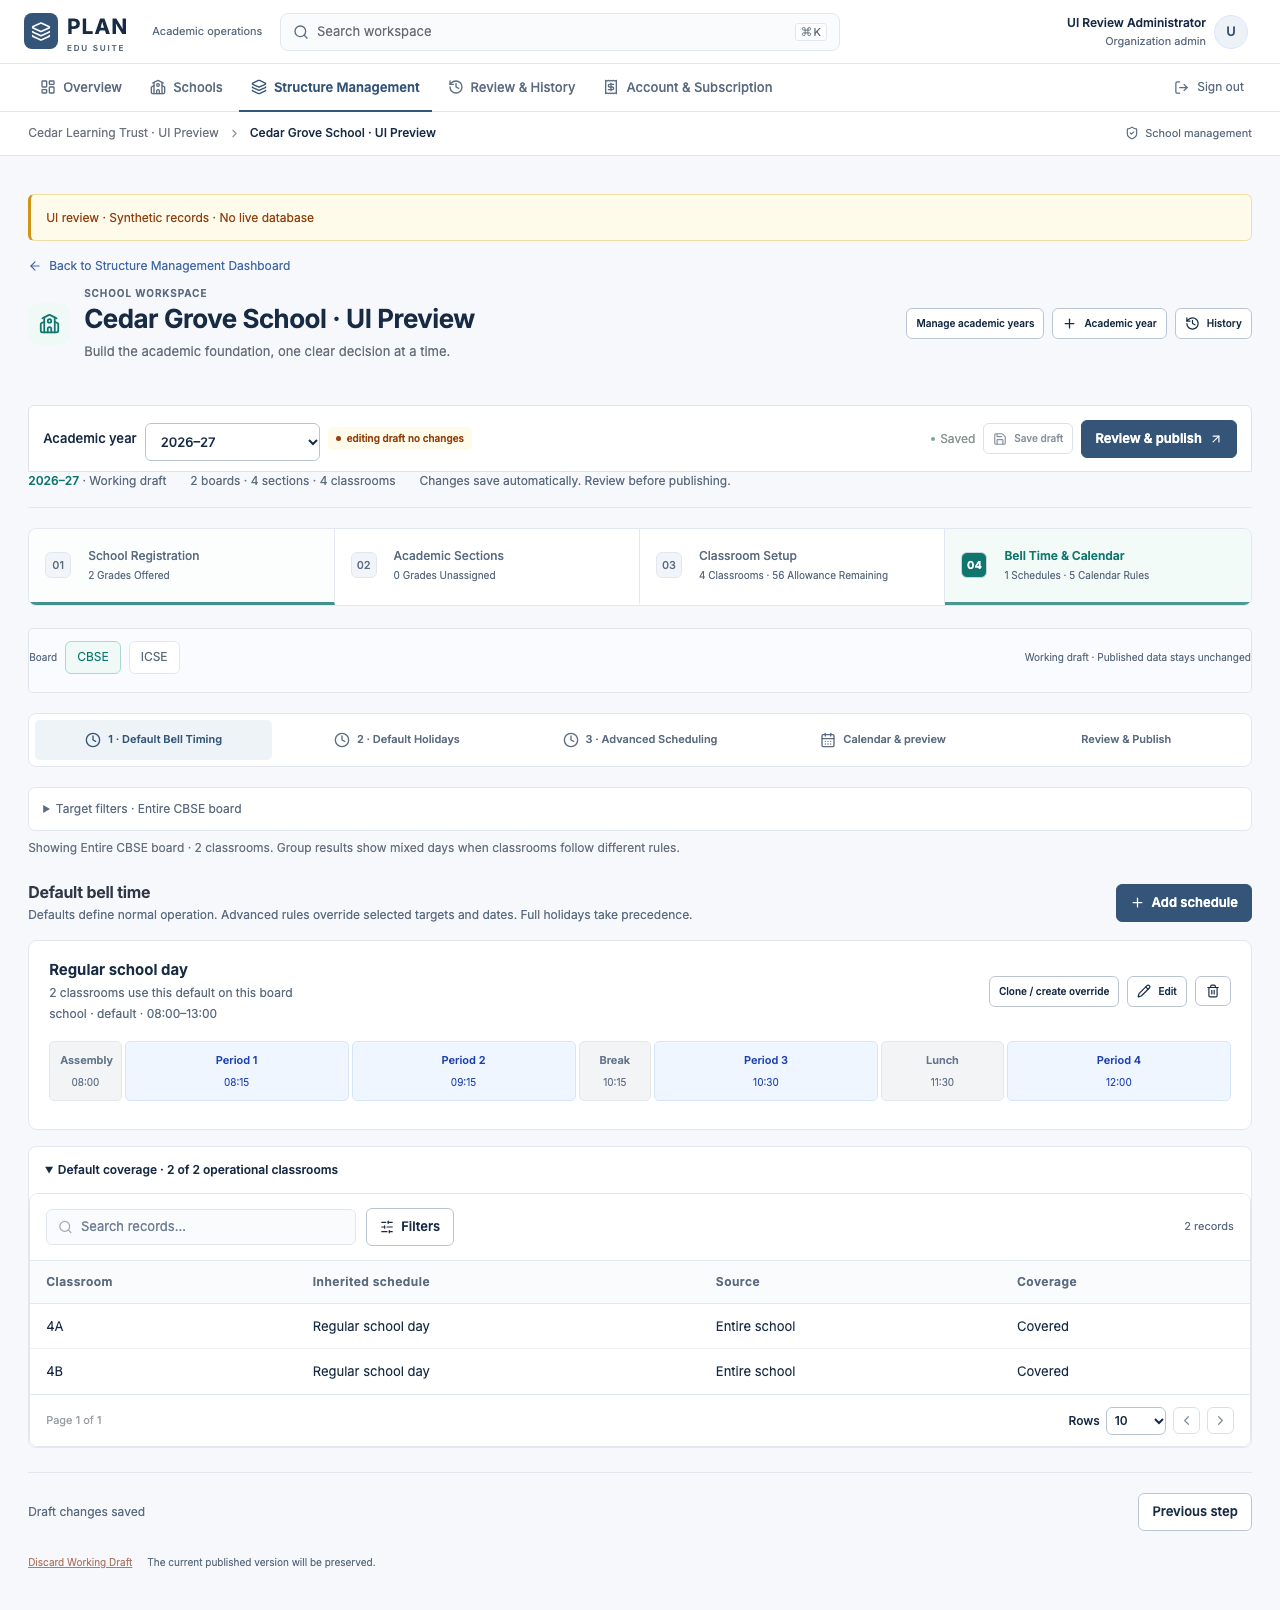 PLAN
EDU SUITE
Academic operations
Search workspace
⌘K
UI Review Administrator
Organization admin
U
Overview
Schools
Structure Management
Review & History
Account & Subscription
Sign out
Cedar Learning Trust · UI Preview
Cedar Grove School · UI Preview
School management
UI review · Synthetic records · No live database
Back to Structure Management Dashboard
SCHOOL WORKSPACE
Cedar Grove School · UI Preview
Build the academic foundation, one clear decision at a time.
Manage academic years
Academic year
History
Academic year
2026–27
editing draft no changes
Saved
Save draft
Review & publish
2026–27 · Working draft
2 boards · 4 sections · 4 classrooms
Changes save automatically. Review before publishing.
01
School Registration
2 Grades Offered
02
Academic Sections
0 Grades Unassigned
03
Classroom Setup
4 Classrooms · 56 Allowance Remaining
04
Bell Time & Calendar
1 Schedules · 5 Calendar Rules
Board
CBSE
ICSE
Working draft · Published data stays unchanged
1 · Default Bell Timing
2 · Default Holidays
3 · Advanced Scheduling
Calendar & preview
Review & Publish
Target filters · Entire CBSE board
Showing Entire CBSE board · 2 classrooms. Group results show mixed days when classrooms follow different rules.
Default bell time
Defaults define normal operation. Advanced rules override selected targets and dates. Full holidays take precedence.
Add schedule
Regular school day
2 classrooms use this default on this board
school · default · 08:00–13:00
Clone / create override
Edit
Assembly
08:00
Period 1
08:15
Period 2
09:15
Break
10:15
Period 3
10:30
Lunch
11:30
Period 4
12:00
Default coverage · 2 of 2 operational classrooms
Search records...
Filters
2 records
Classroom
Inherited schedule
Source
Coverage
4A
Regular school day
Entire school
Covered
4B
Regular school day
Entire school
Covered
Page 1 of 1
Rows
10
Draft changes saved
Previous step
Discard Working Draft
The current published version will be preserved.